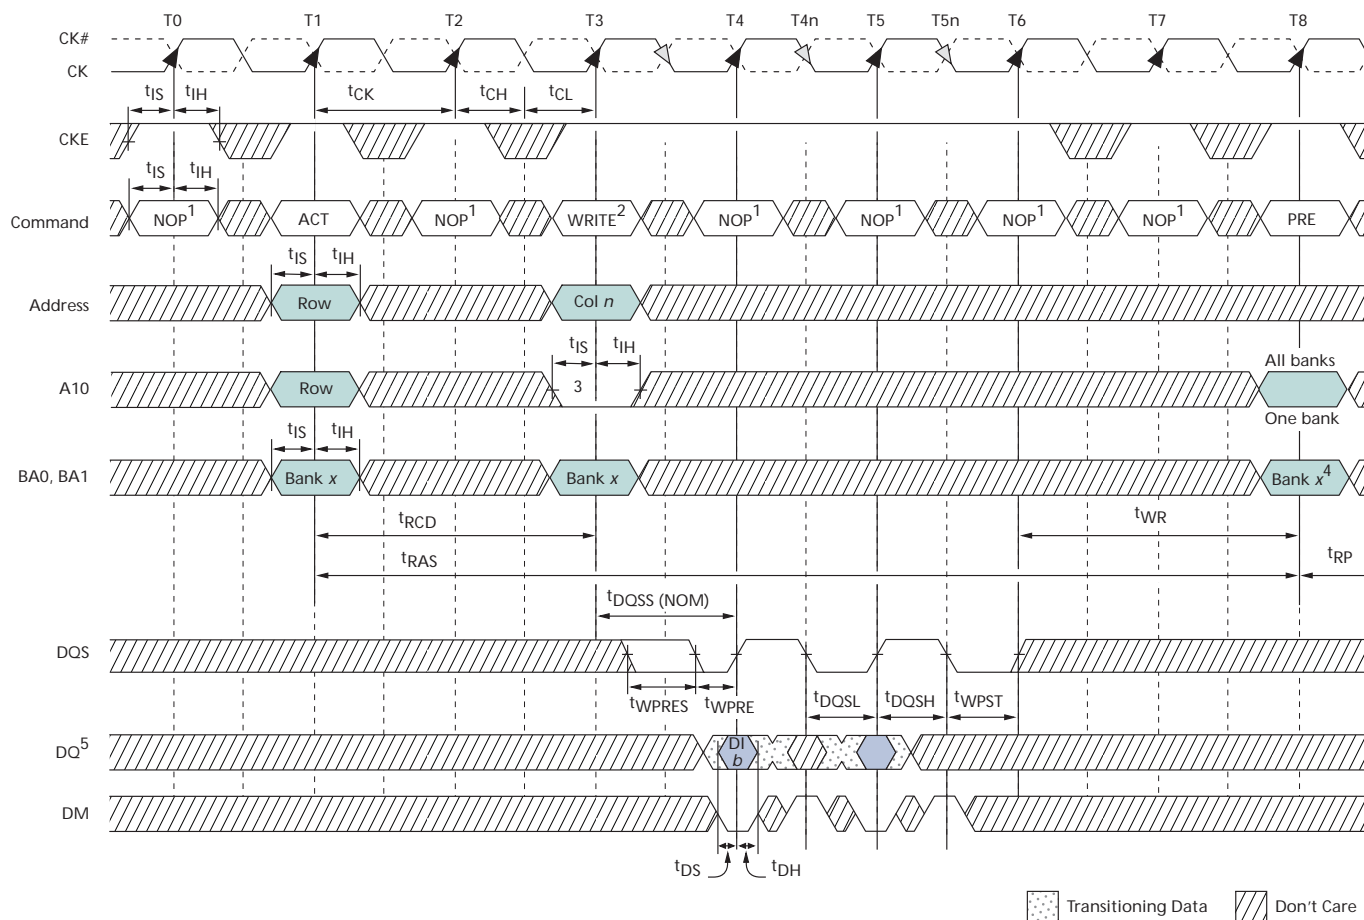 T0 T1 T2 T3 T4 T4n T5 T5n T6 T7 T8
CK#
CK
tIS tIH tCK tCH tCL
CKE
tIS tIH
Command NOP1 ACT NOP1 WRITE2 NOP1 NOP1 NOP1 NOP1 PRE
tIS tIH
Address Row Col n
tIS tIH
All banks
A10 Row 3
One bank
tIS tIH
BA0, BA1 Bank x Bank x Bank x4
tRCD tWR
tRAS tRP
tDQSS (NOM)
DQS
tWPRES tWPRE tDQSL tDQSH tWPST
DQ5 DI
b
DM
tDS tDH
Transitioning Data Don't Care